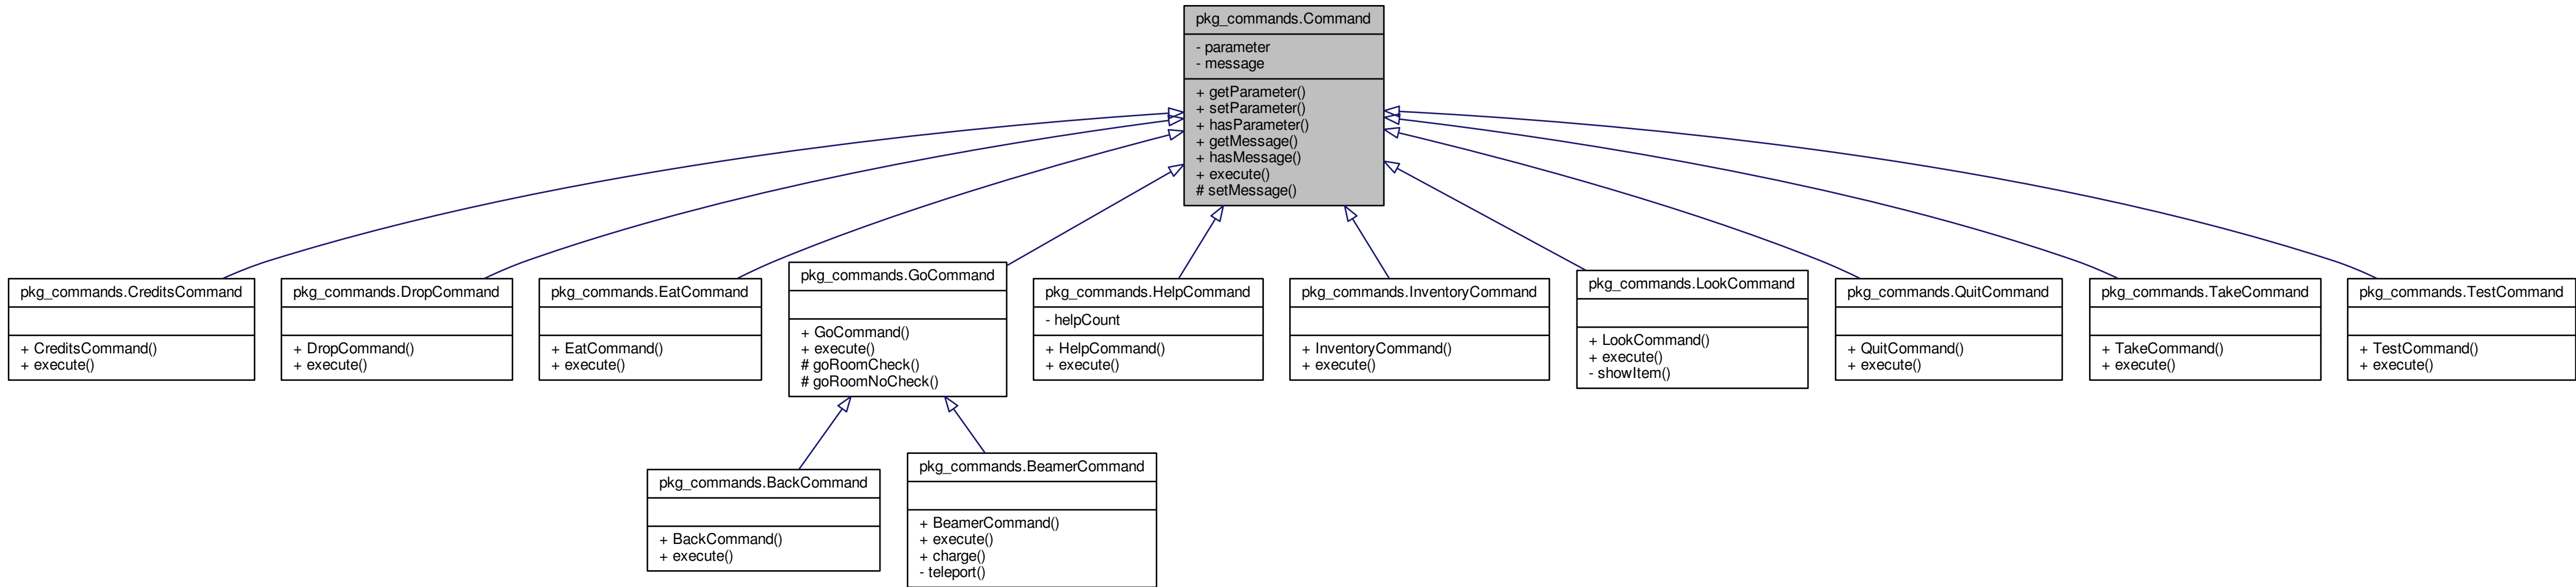 pkg_commands.Command
- parameter
- message
+ getParameter()
+ setParameter()
+ hasParameter()
+ getMessage()
+ hasMessage()
+ execute()
# setMessage()
pkg_commands.CreditsCommand
+ CreditsCommand()
+ execute()
pkg_commands.DropCommand
+ DropCommand()
+ execute()
pkg_commands.EatCommand
+ EatCommand()
+ execute()
pkg_commands.GoCommand
+ GoCommand()
+ execute()
# goRoomCheck()
# goRoomNoCheck()
pkg_commands.HelpCommand
- helpCount
+ HelpCommand()
+ execute()
pkg_commands.InventoryCommand
+ InventoryCommand()
+ execute()
pkg_commands.LookCommand
+ LookCommand()
+ execute()
- showItem()
pkg_commands.QuitCommand
+ QuitCommand()
+ execute()
pkg_commands.TakeCommand
+ TakeCommand()
+ execute()
pkg_commands.TestCommand
+ TestCommand()
+ execute()
pkg_commands.BackCommand
+ BackCommand()
+ execute()
pkg_commands.BeamerCommand
+ BeamerCommand()
+ execute()
+ charge()
- teleport()